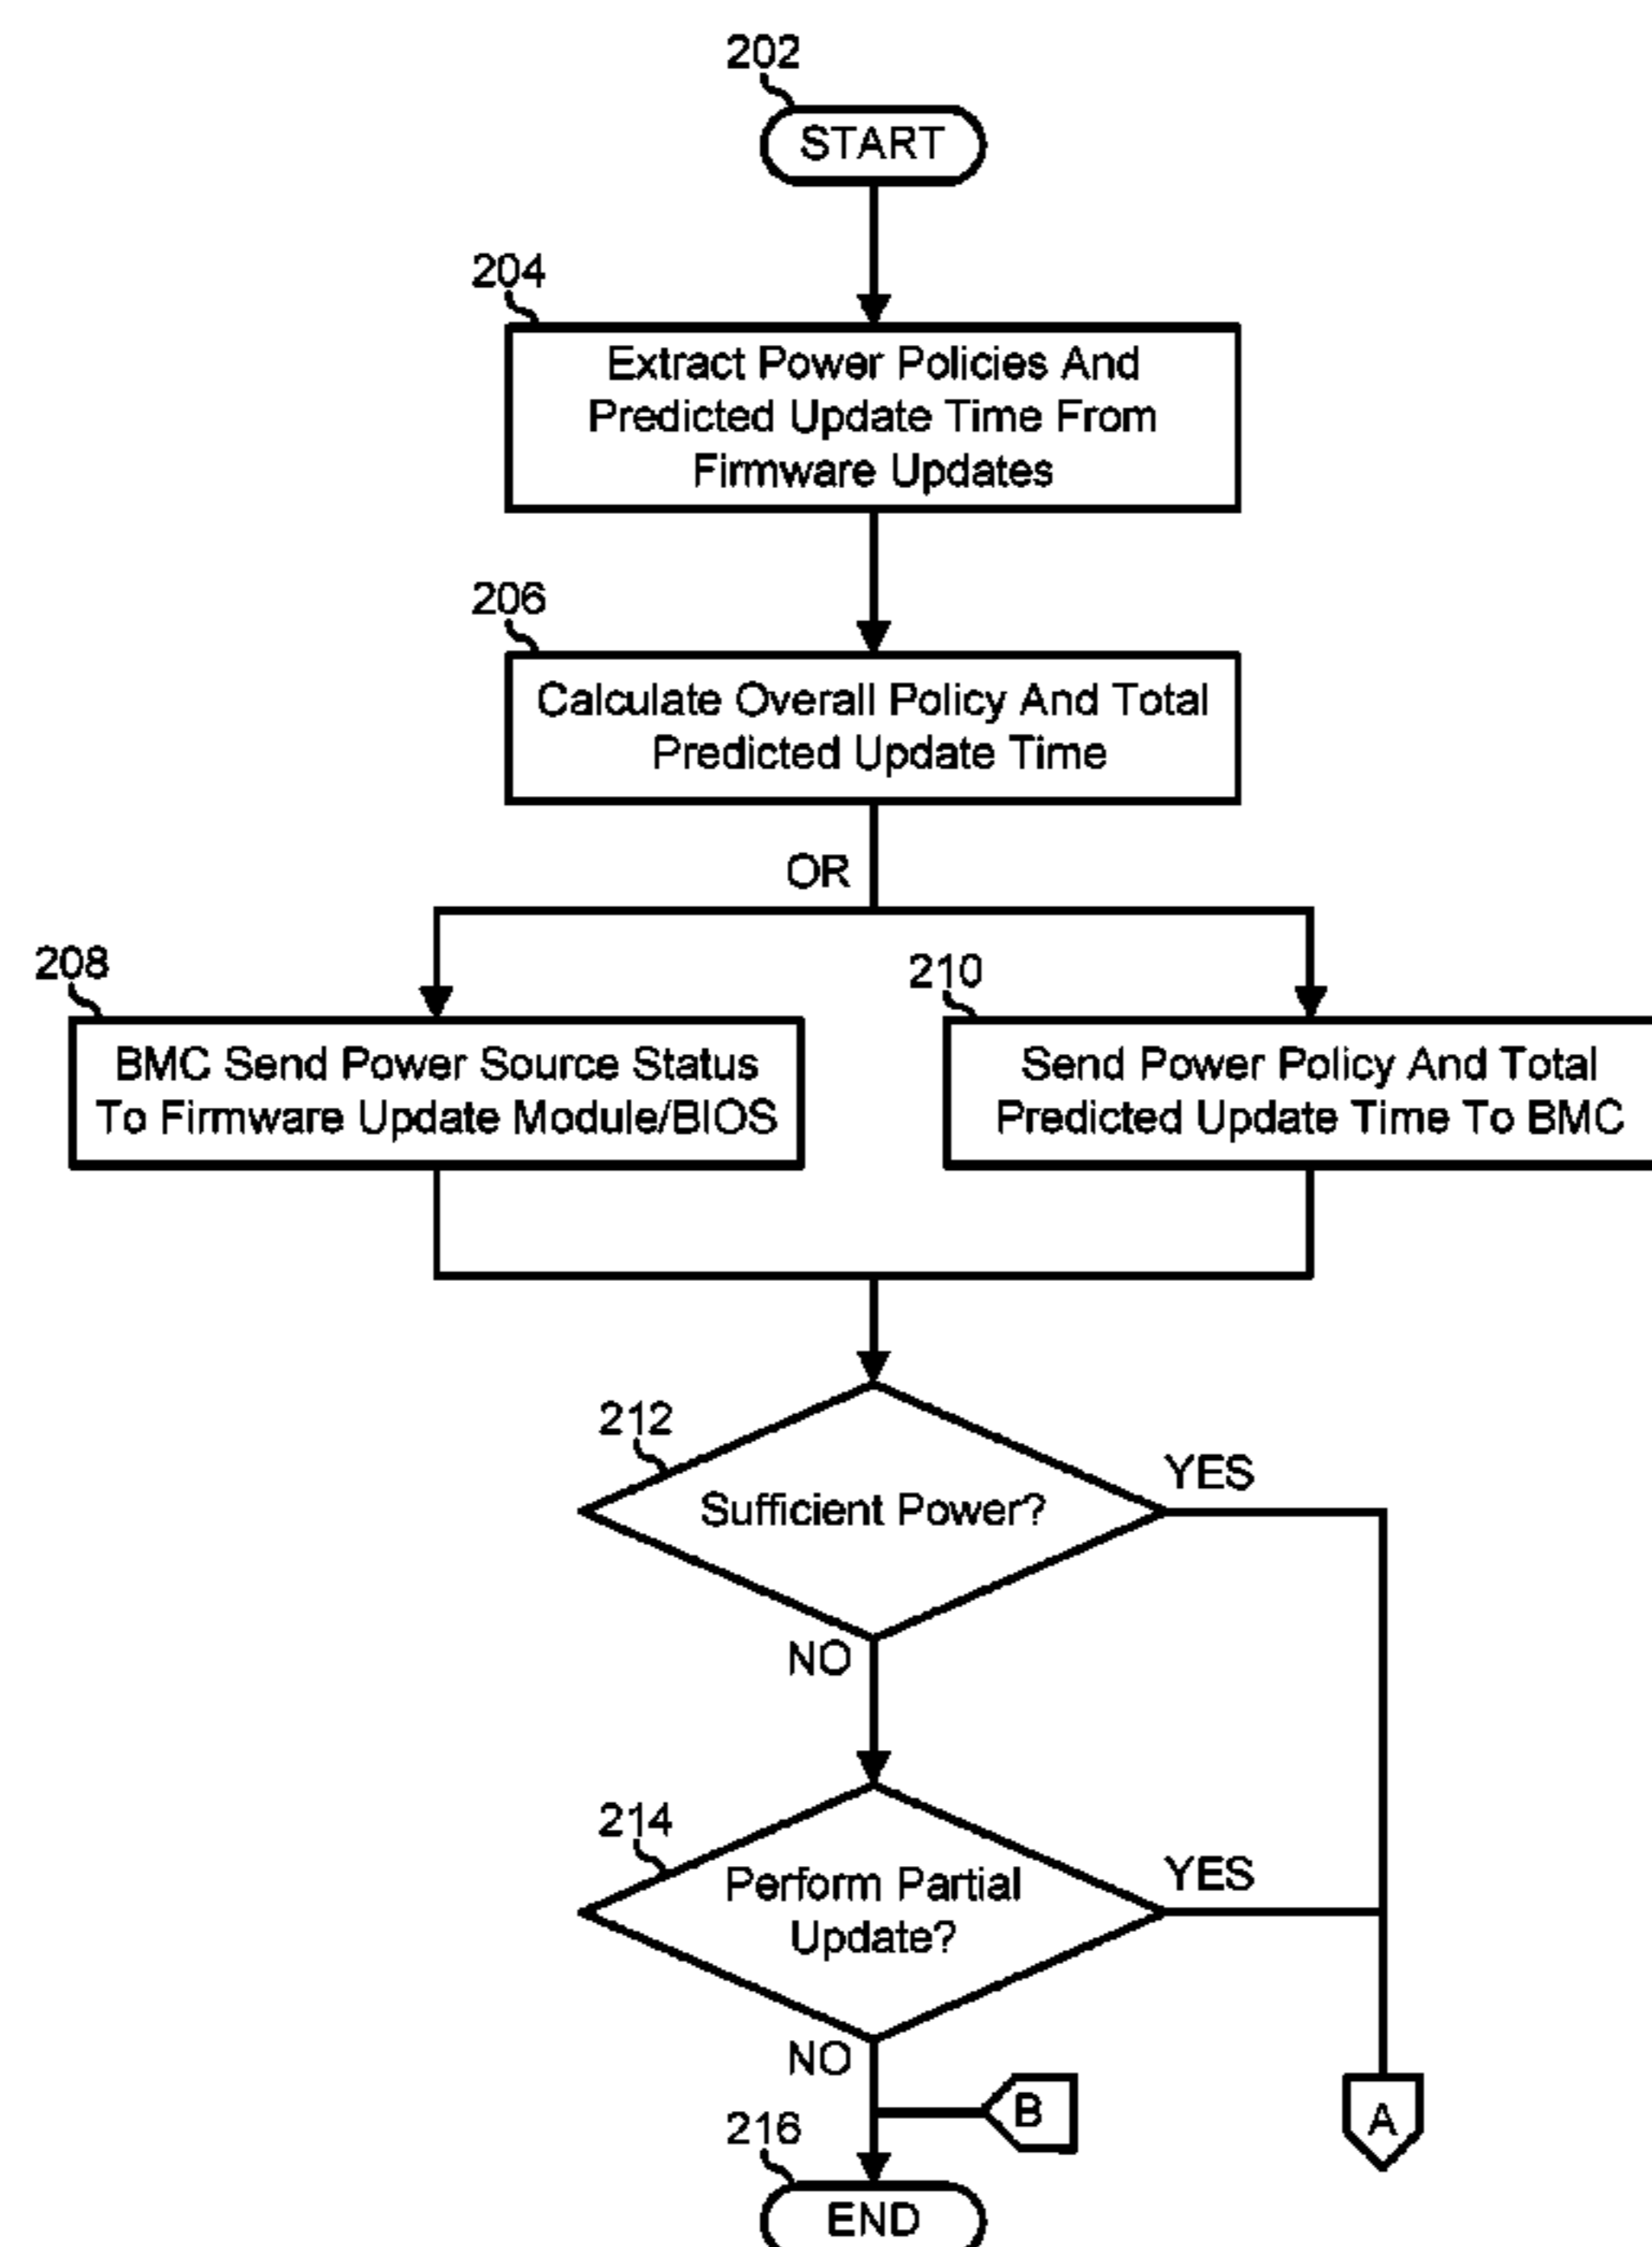 202
START
204
Extract Power Policies And
Predicted Update Time From
Firmware Updates
206
Calculate Overall Policy And Total
Predicted Update Time
OR
208
BMC Send Power Source Status
To Firmware Update Module/BIOS
210
Send Power Policy And Total
Predicted Update Time To BMC
212
Sufficient Power?
YES
NO
214
Perform Partial
Update?
YES
NO
B
A
216
END